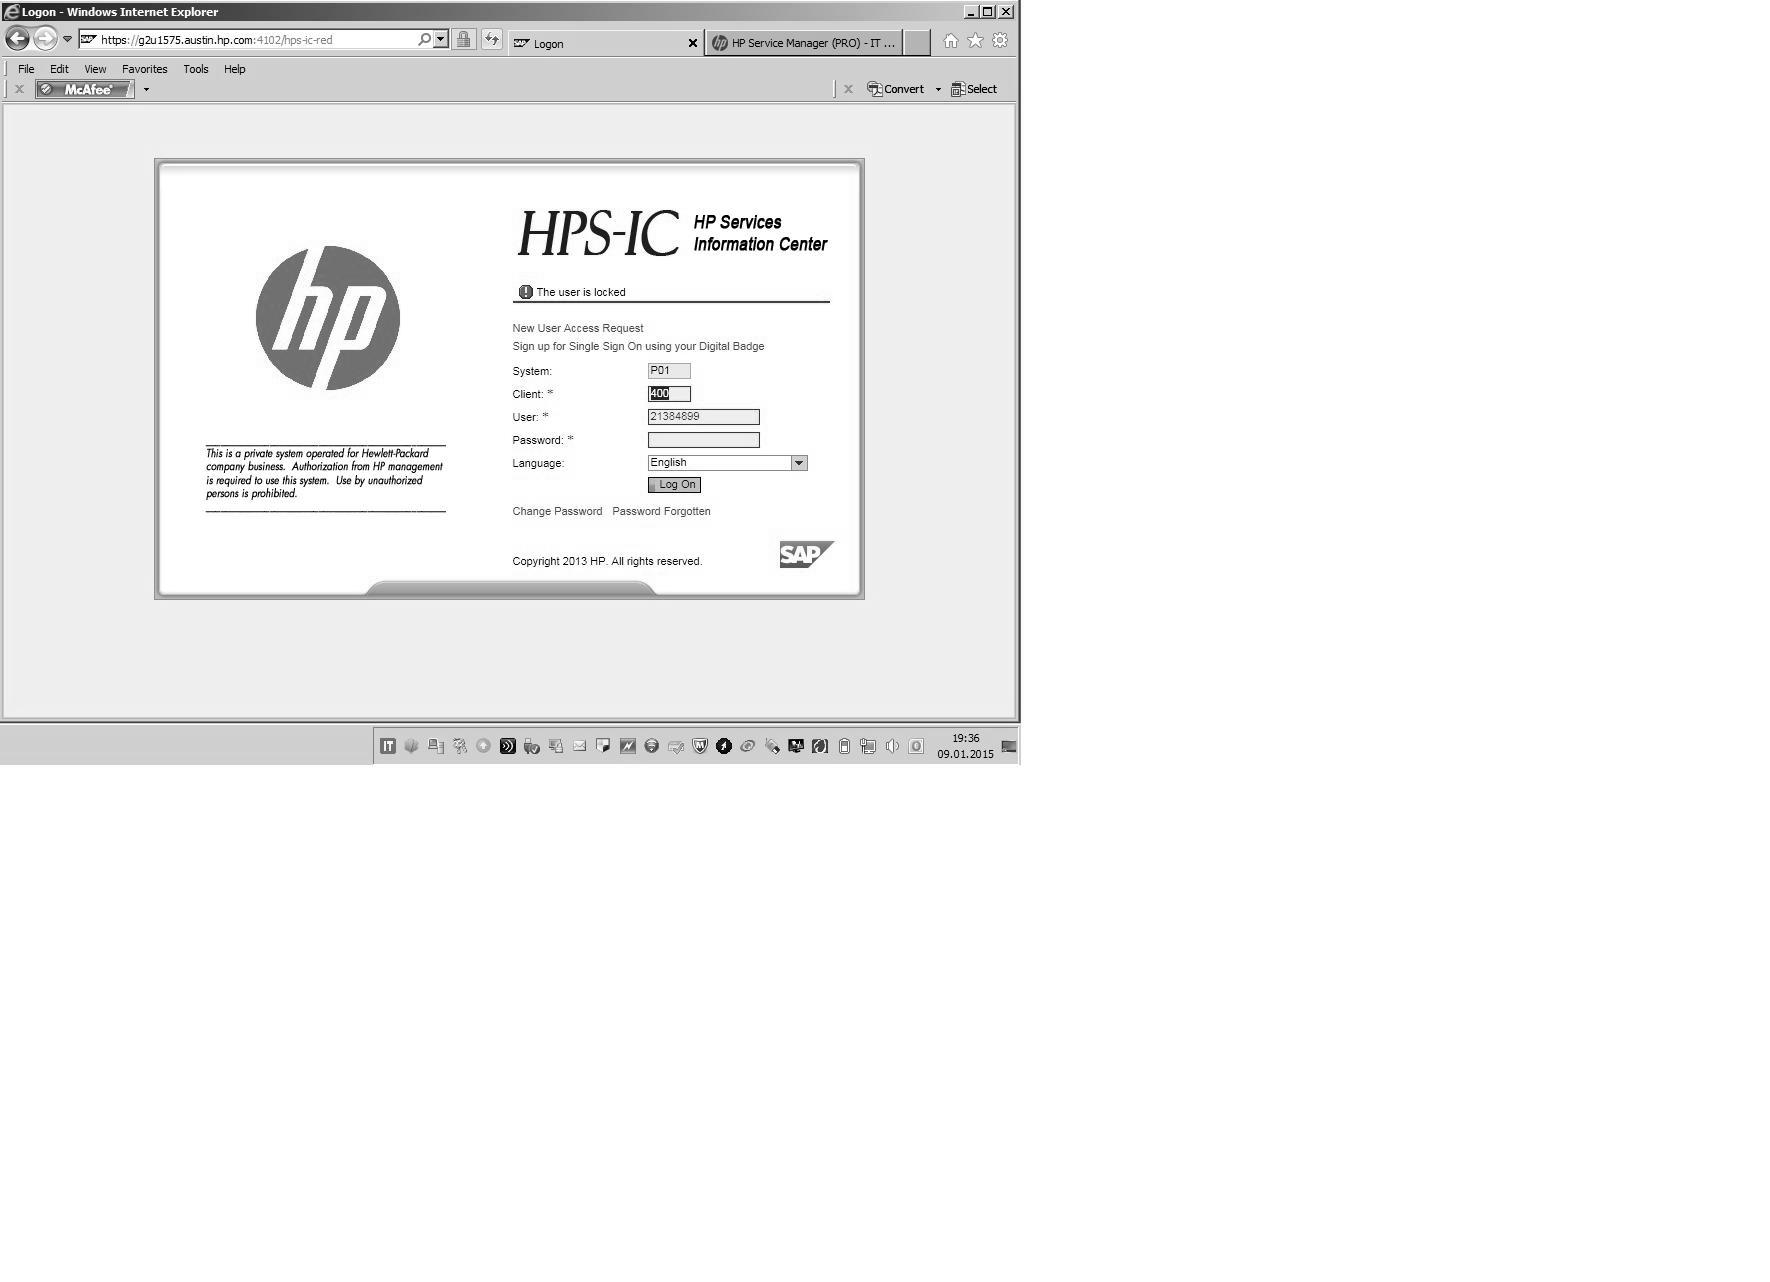 Logon - Windows Internet Explorer
https://g2u1575.austin.hp.com:4102/hps-ic-red
Logon
HP Service Manager (PRO) - IT ...
File Edit View Favorites Tools Help
McAfee
Convert Select
HPS-IC
HP Services
Information Center
hp
The user is locked
New User Access Request
Sign up for Single Sign On using your Digital Badge
System: P01
Client: * 400
User: * 21384899
Password: *
Language: English
Log On
Change Password Password Forgotten
This is a private system operated for Hewlett-Packard
company business. Authorization from HP management
is required to use this system. Use by unauthorized
persons is prohibited.
Copyright 2013 HP. All rights reserved.
SAP
IT
19:36
09.01.2015